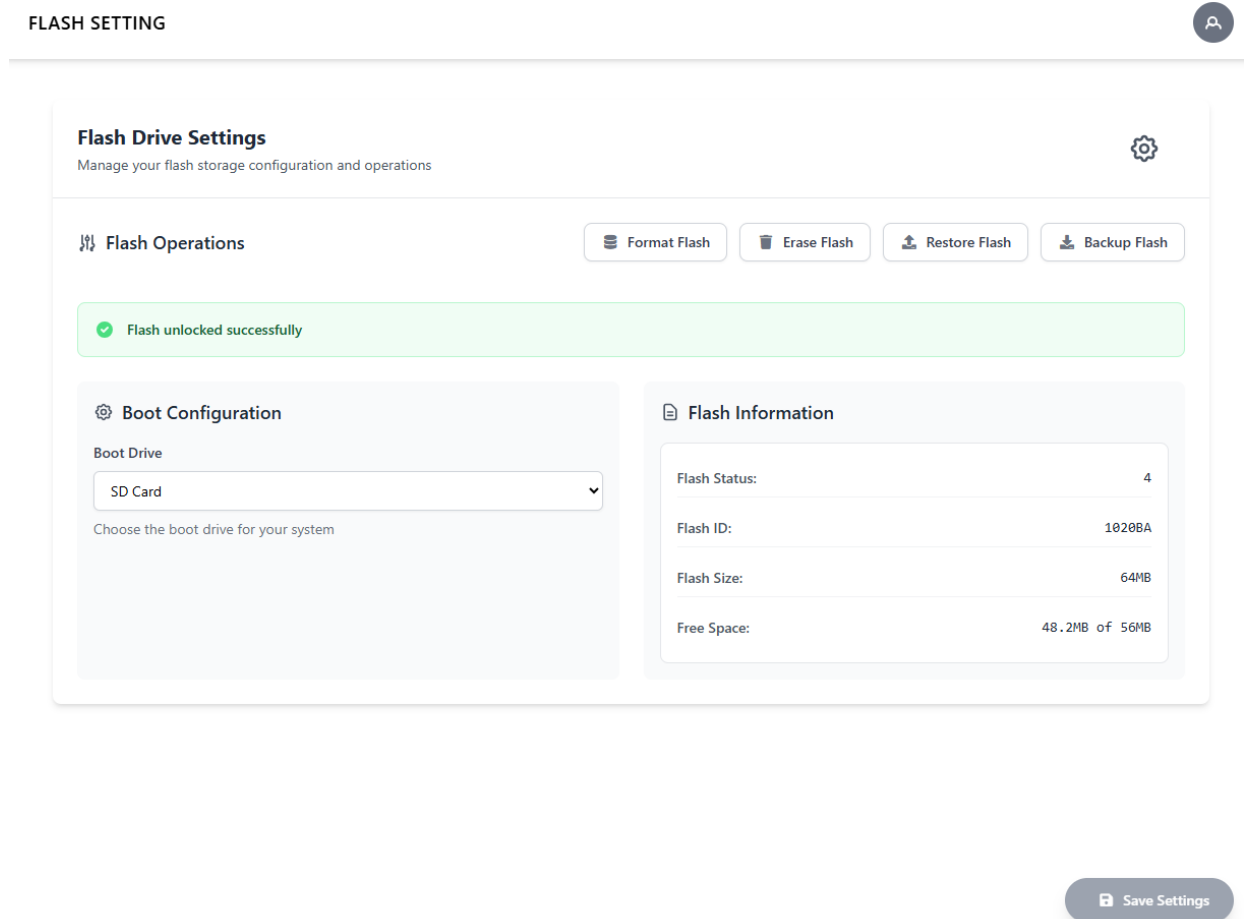 FLASH SETTING
Flash Drive Settings
Manage your flash storage configuration and operations
Flash Operations
Format Flash
Erase Flash
Restore Flash
Backup Flash
Flash unlocked successfully
Boot Configuration
Boot Drive
SD Card
Choose the boot drive for your system
Flash Information
Flash Status: 4
Flash ID: 1020BA
Flash Size: 64MB
Free Space: 48.2MB of 56MB
Save Settings